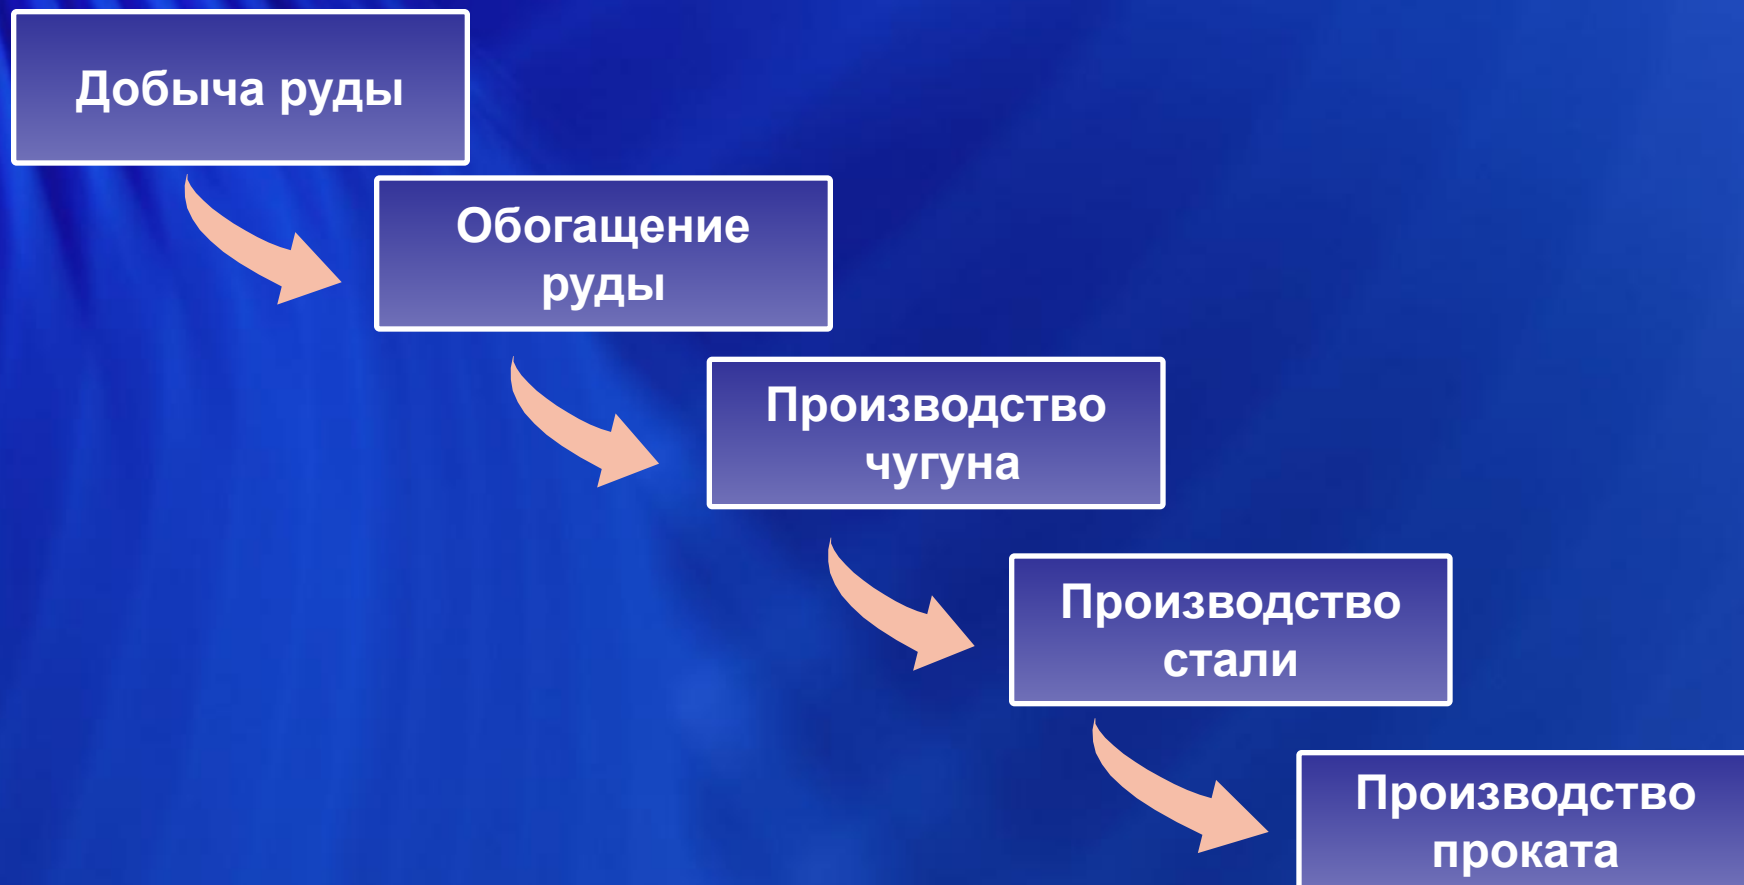 Добыча руды
Обогащение
руды
Производство
чугуна
Производство
стали
Производство
проката